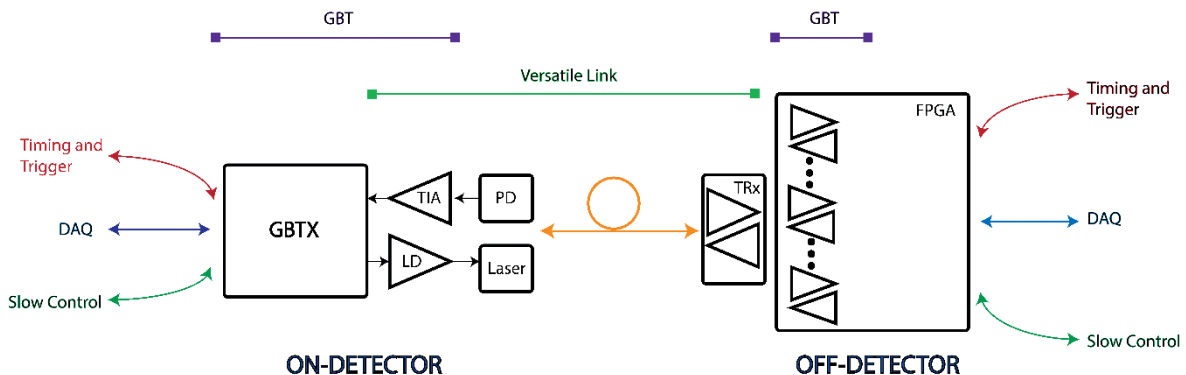 GBT
GBT
Versatile Link
Timing and
Trigger
FPGA
Timing and
Trigger
TIA
PD
TRx
GBTX
DAQ
DAQ
LD
Laser
Slow Control
Slow Control
ON-DETECTOR
OFF-DETECTOR